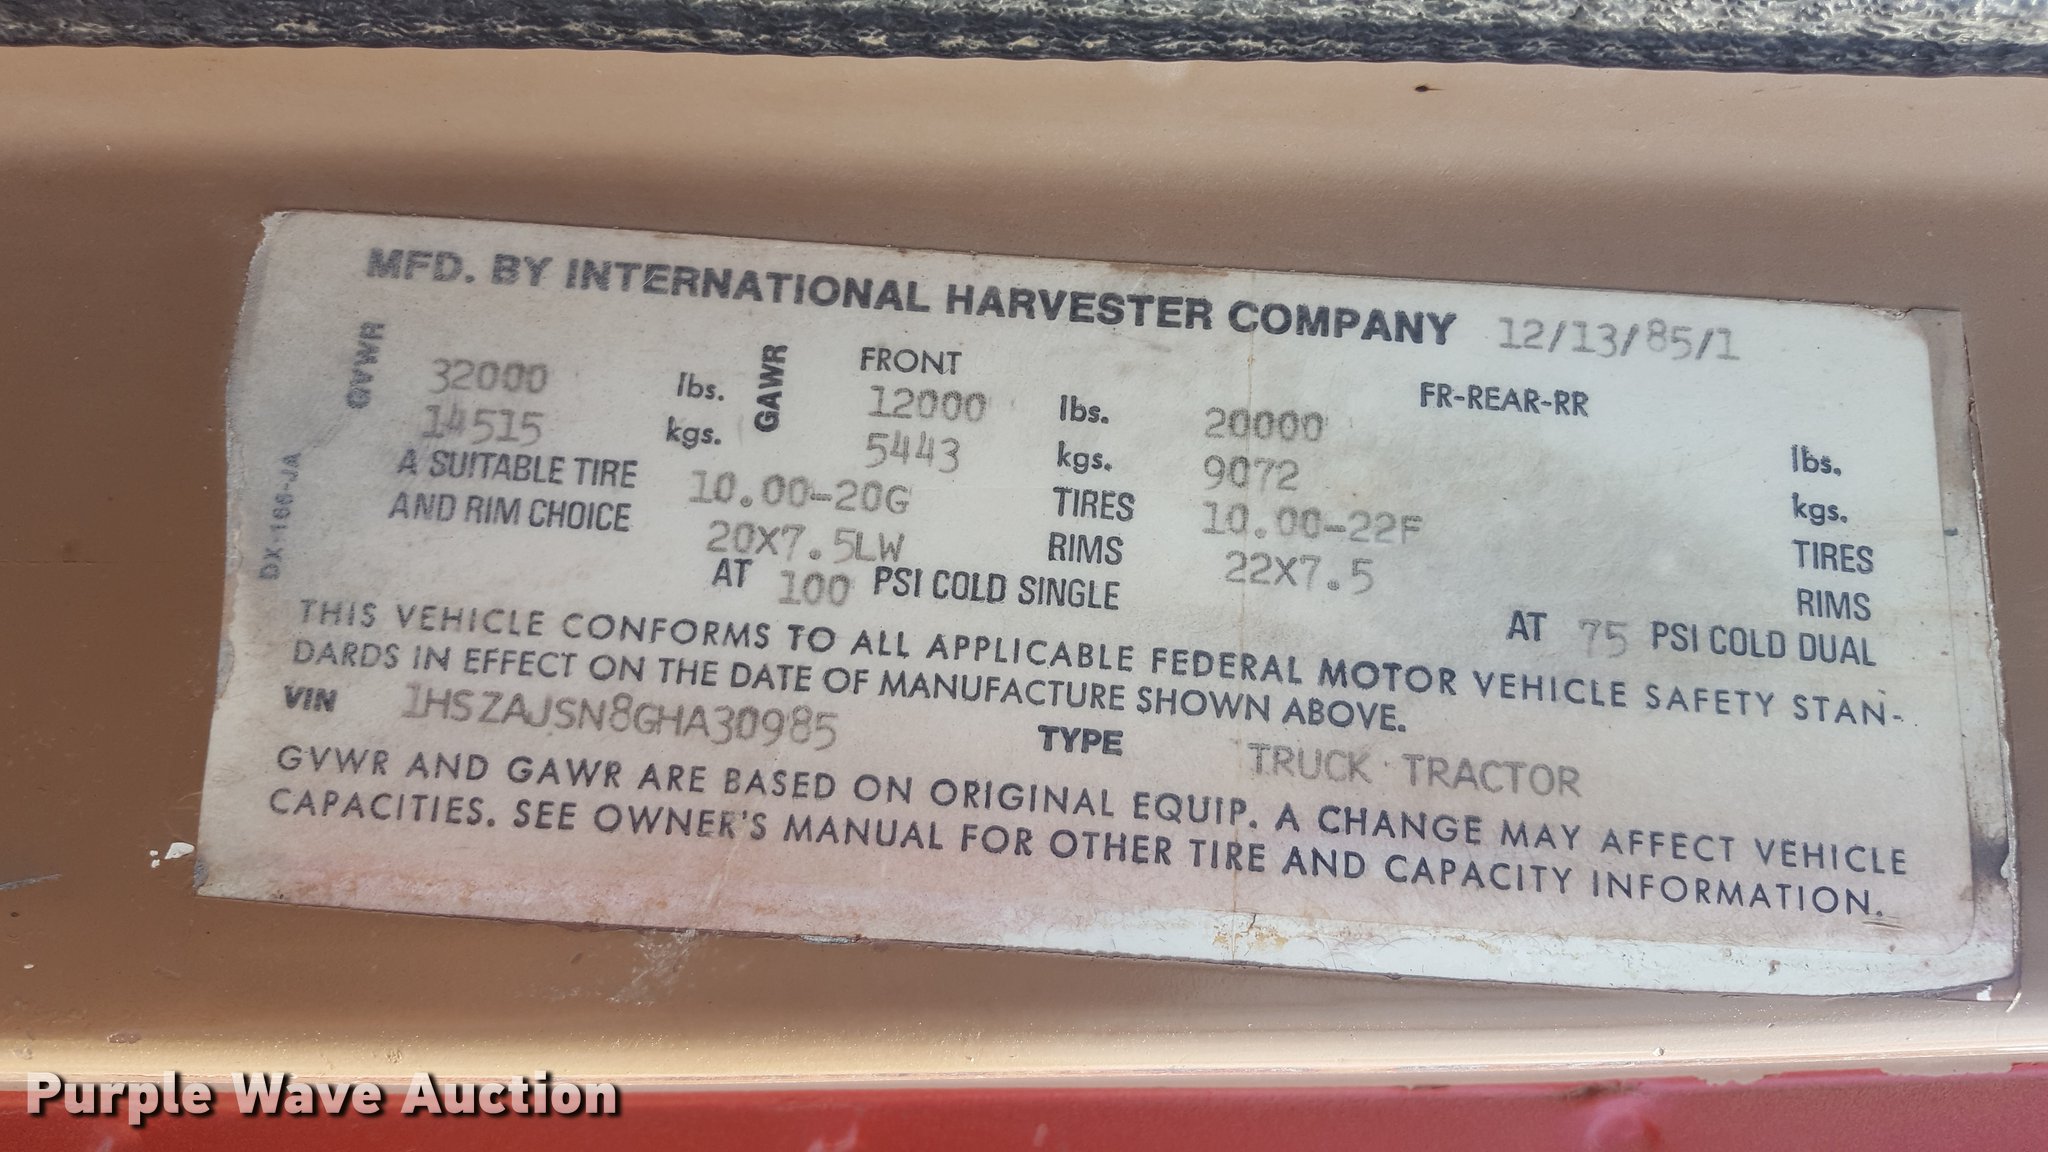 MFD. BY INTERNATIONAL HARVESTER COMPANY 12/13/85/1
GVWR 32000 lbs. GAWR FRONT 12000 lbs. 20000 FR-REAR-RR lbs.
14515 kgs. 5443 kgs. 9072 kgs.
A SUITABLE TIRE 10.00-20G TIRES 10.00-22F TIRES
AND RIM CHOICE 20X7.5LW RIMS 22X7.5 RIMS
AT 100 PSI COLD SINGLE AT 75 PSI COLD DUAL
DX-166-JA
THIS VEHICLE CONFORMS TO ALL APPLICABLE FEDERAL MOTOR VEHICLE SAFETY STAN-
DARDS IN EFFECT ON THE DATE OF MANUFACTURE SHOWN ABOVE.
VIN 1HSZAJSN8GHA30985 TYPE TRUCK TRACTOR
GVWR AND GAWR ARE BASED ON ORIGINAL EQUIP. A CHANGE MAY AFFECT VEHICLE
CAPACITIES. SEE OWNER'S MANUAL FOR OTHER TIRE AND CAPACITY INFORMATION.
Purple Wave Auction